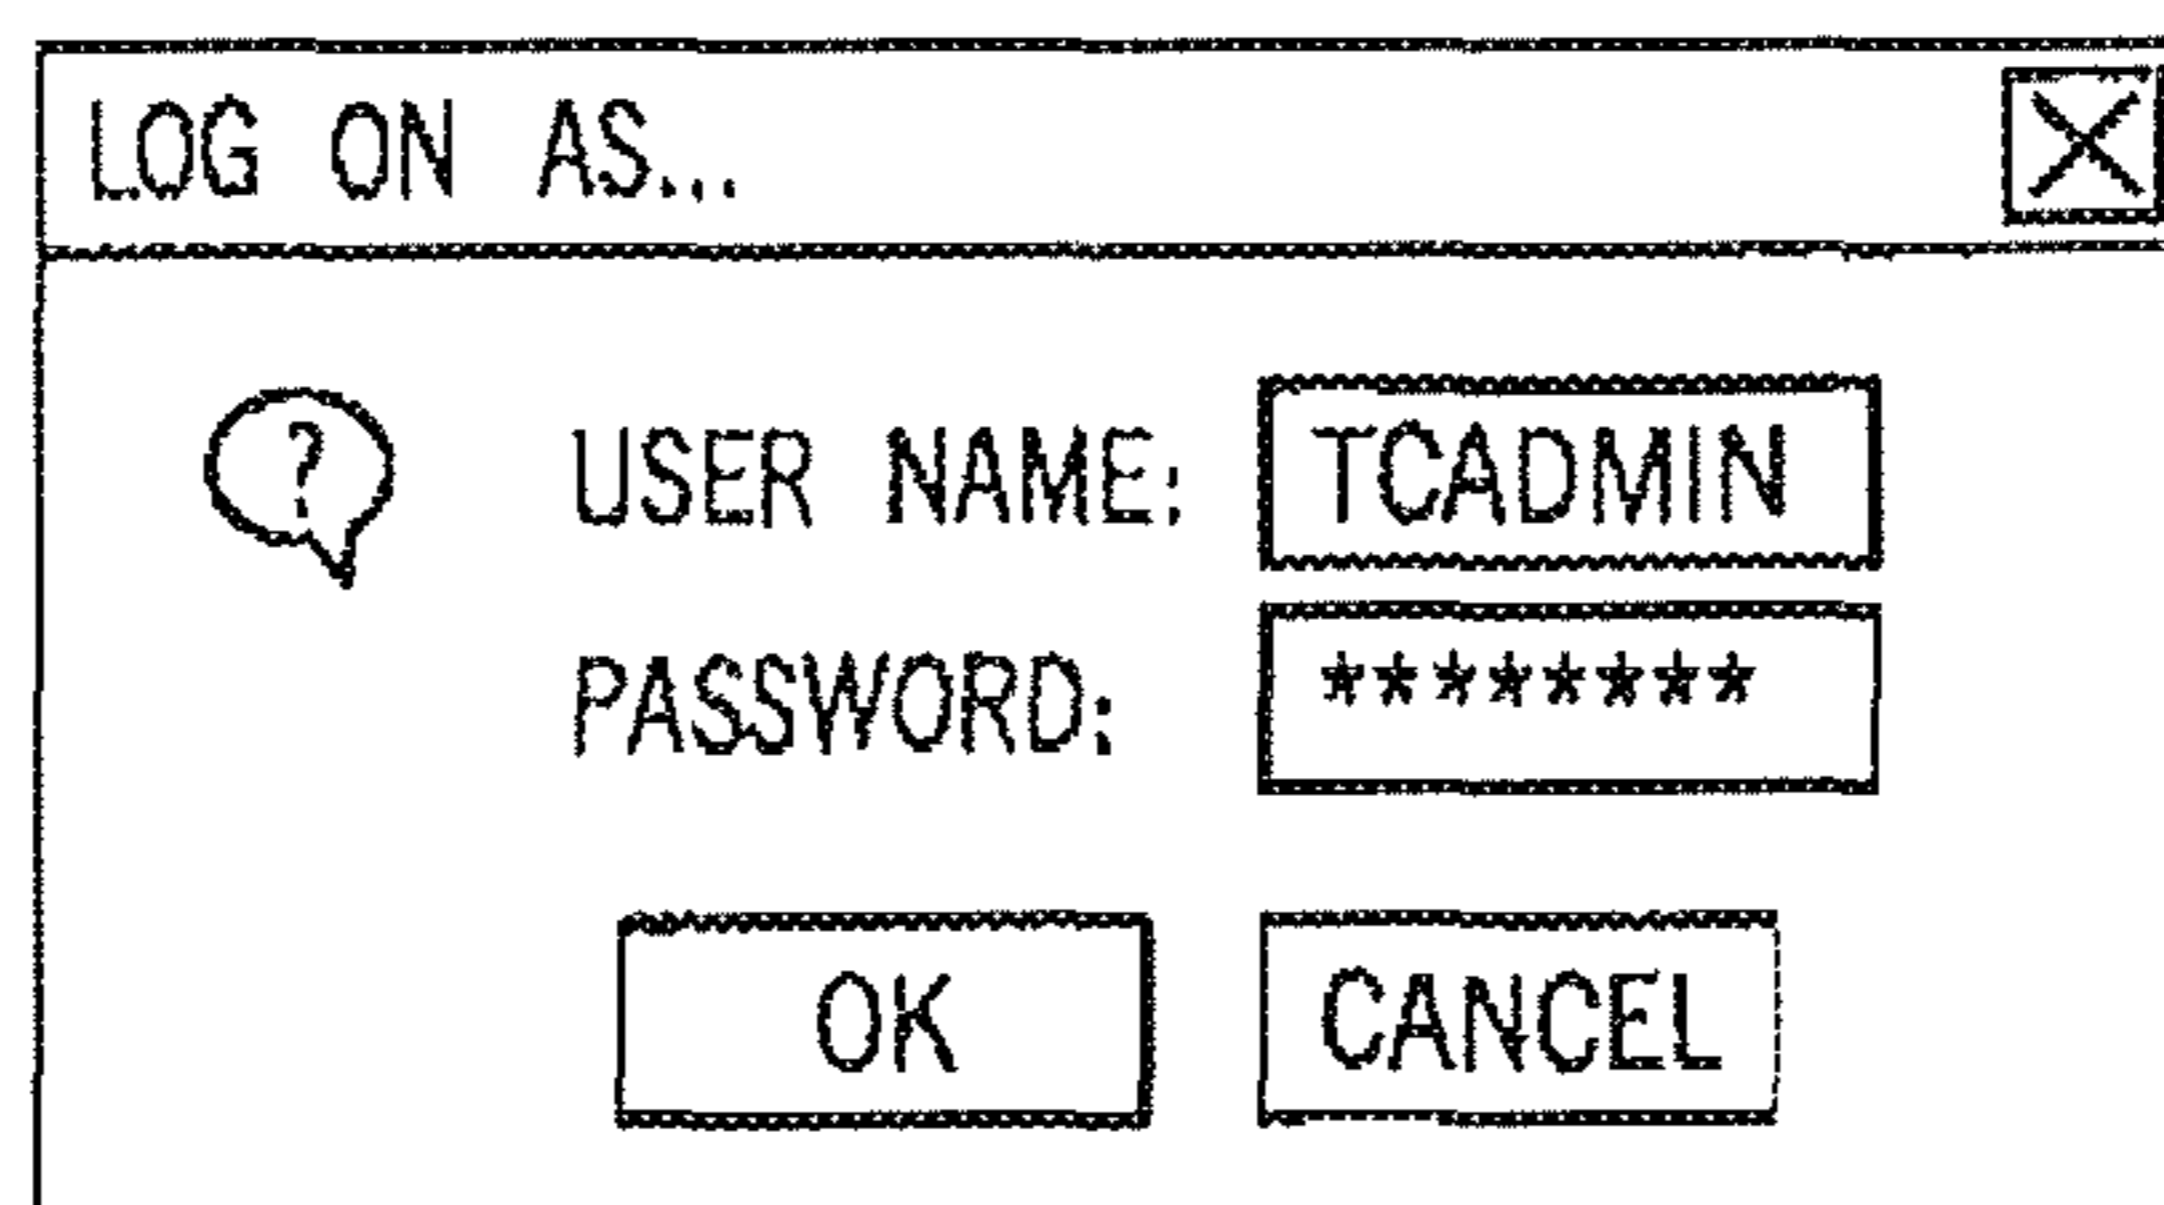 LOG ON AS...
?
USER NAME: TCADMIN
PASSWORD: ********
OK CANCEL